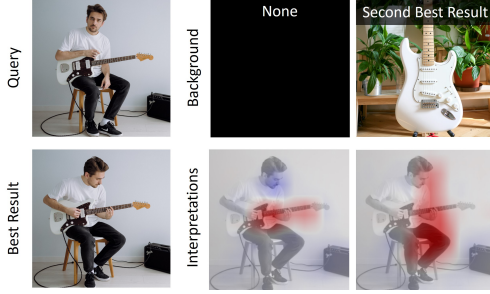 Query
Background
None
Second Best Result
Best Result
Interpretations